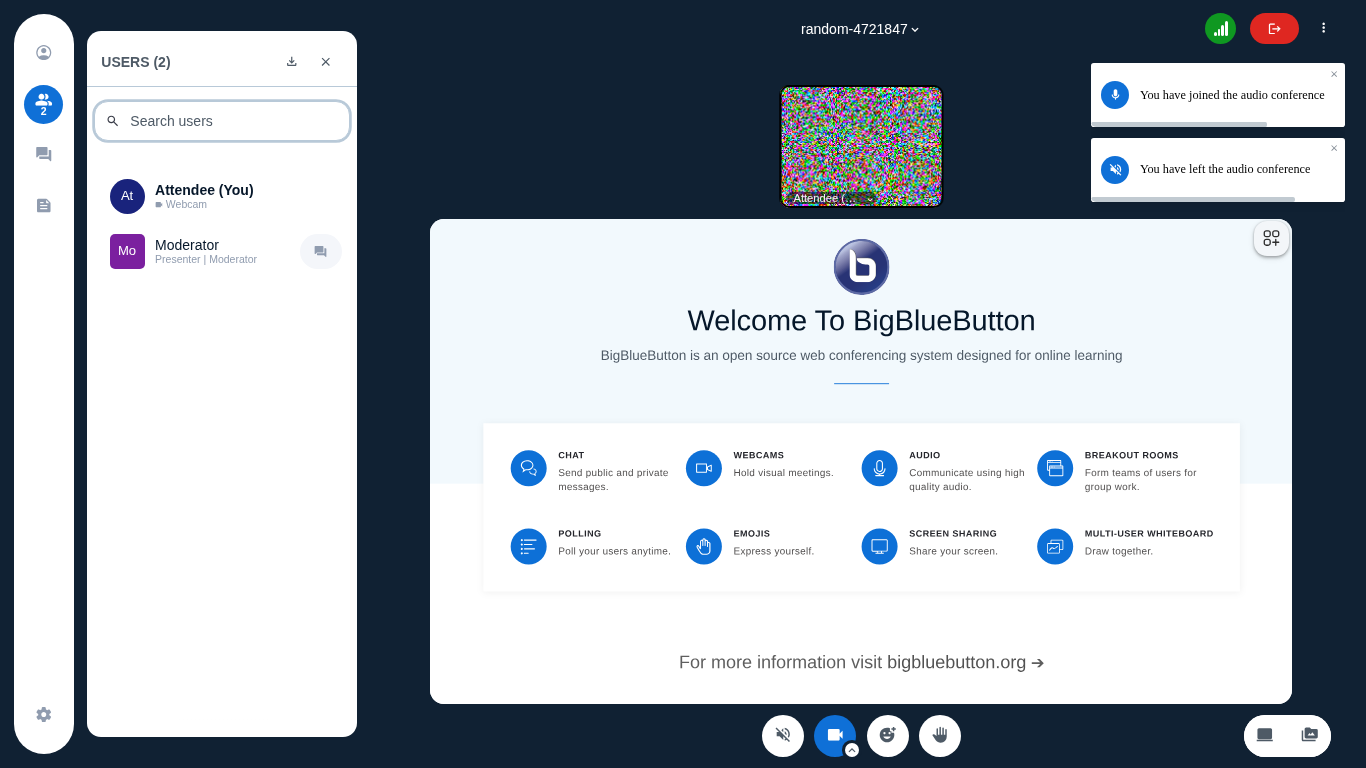 random-4721847
USERS (2)
2
Search users
At
Attendee (You)
Webcam
Mo
Moderator
Presenter | Moderator
Attendee (...
You have joined the audio conference
You have left the audio conference
Welcome To BigBlueButton
BigBlueButton is an open source web conferencing system designed for online learning
CHAT
Send public and private
messages.
WEBCAMS
Hold visual meetings.
AUDIO
Communicate using high
quality audio.
BREAKOUT ROOMS
Form teams of users for
group work.
POLLING
Poll your users anytime.
EMOJIS
Express yourself.
SCREEN SHARING
Share your screen.
MULTI-USER WHITEBOARD
Draw together.
For more information visit bigbluebutton.org ➔